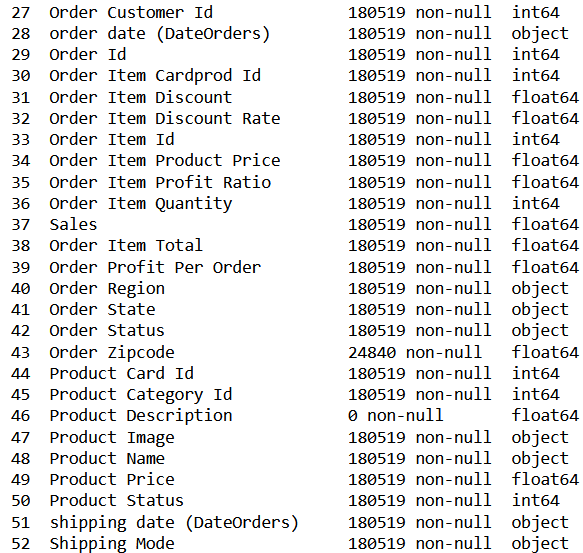 27 Order Customer Id 180519 non-null int64
28 order date (DateOrders) 180519 non-null object
29 Order Id 180519 non-null int64
30 Order Item Cardprod Id 180519 non-null int64
31 Order Item Discount 180519 non-null float64
32 Order Item Discount Rate 180519 non-null float64
33 Order Item Id 180519 non-null int64
34 Order Item Product Price 180519 non-null float64
35 Order Item Profit Ratio 180519 non-null float64
36 Order Item Quantity 180519 non-null int64
37 Sales 180519 non-null float64
38 Order Item Total 180519 non-null float64
39 Order Profit Per Order 180519 non-null float64
40 Order Region 180519 non-null object
41 Order State 180519 non-null object
42 Order Status 180519 non-null object
43 Order Zipcode 24840 non-null float64
44 Product Card Id 180519 non-null int64
45 Product Category Id 180519 non-null int64
46 Product Description 0 non-null float64
47 Product Image 180519 non-null object
48 Product Name 180519 non-null object
49 Product Price 180519 non-null float64
50 Product Status 180519 non-null int64
51 shipping date (DateOrders) 180519 non-null object
52 Shipping Mode 180519 non-null object